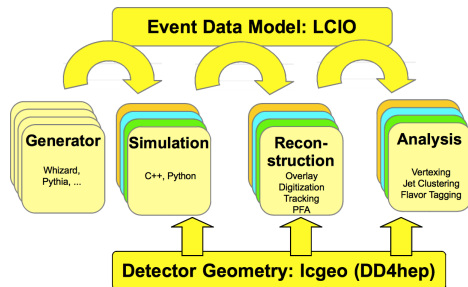 Event Data Model: LCIO
Generator
Whizard,
Pythia, ...
Simulation
C++, Python
Recon-
struction
Overlay
Digitization
Tracking
PFA
Analysis
Vertexing
Jet Clustering
Flavor Tagging
Detector Geometry: lcgeo (DD4hep)